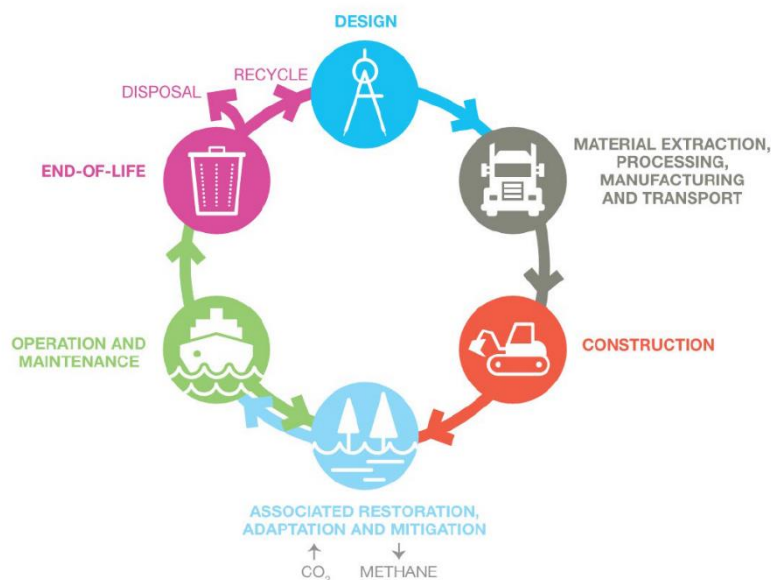 DESIGN
RECYCLE
DISPOSAL
MATERIAL EXTRACTION,
PROCESSING,
MANUFACTURING
AND TRANSPORT
END-OF-LIFE
OPERATION AND
MAINTENANCE
CONSTRUCTION
ASSOCIATED RESTORATION,
ADAPTATION AND MITIGATION
CO₂ METHANE